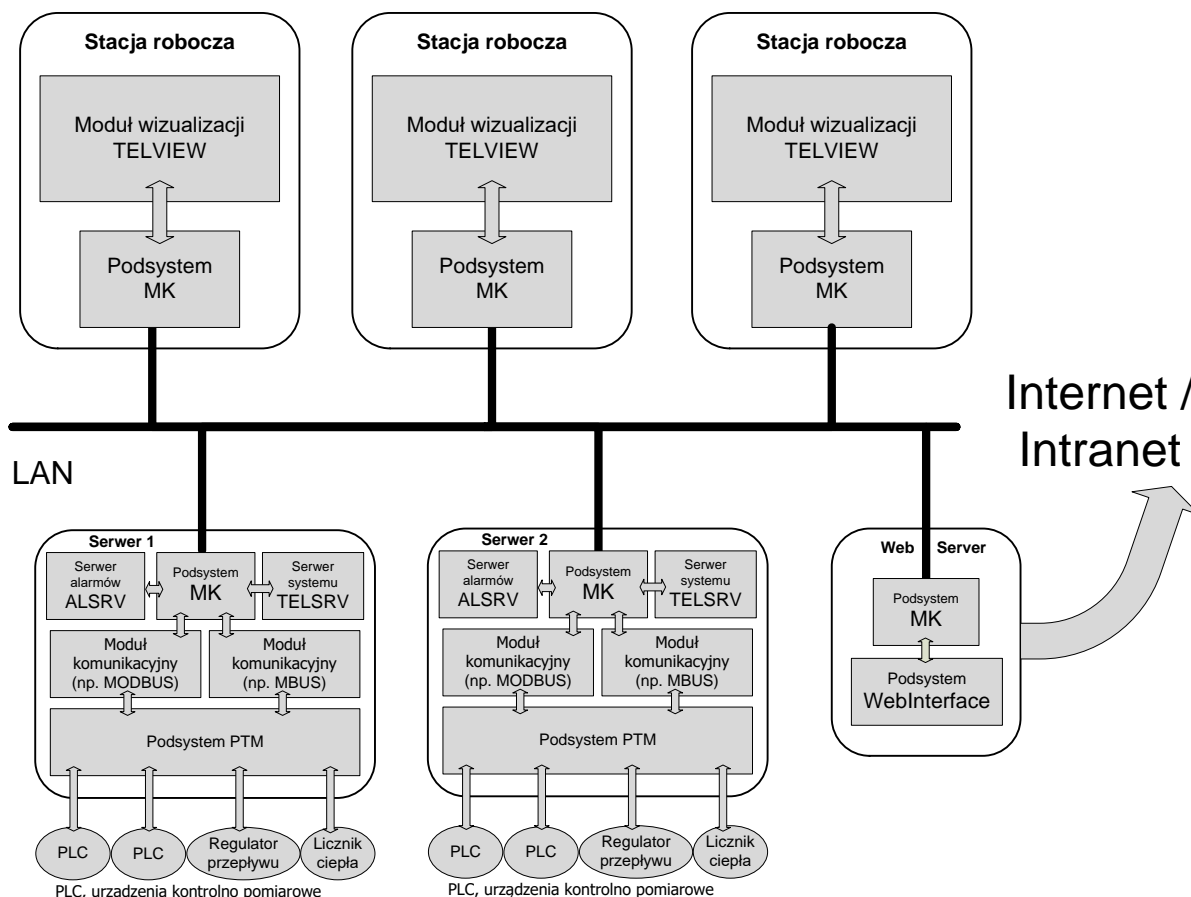 Stacja robocza
Moduł wizualizacji
TELVIEW
Podsystem
MK
Stacja robocza
Moduł wizualizacji
TELVIEW
Podsystem
MK
Stacja robocza
Moduł wizualizacji
TELVIEW
Podsystem
MK
Internet /
Intranet
LAN
Serwer 1
Serwer
alarmów
ALSRV
Podsystem
MK
Serwer
systemu
TELSRV
Moduł
komunikacyjny
(np. MODBUS)
Moduł
komunikacyjny
(np. MBUS)
Podsystem PTM
PLC
PLC
Regulator
przepływu
Licznik
ciepła
PLC, urządzenia kontrolno pomiarowe
Serwer 2
Serwer
alarmów
ALSRV
Podsystem
MK
Serwer
systemu
TELSRV
Moduł
komunikacyjny
(np. MODBUS)
Moduł
komunikacyjny
(np. MBUS)
Podsystem PTM
PLC
PLC
Regulator
przepływu
Licznik
ciepła
PLC, urządzenia kontrolno pomiarowe
Web Server
Podsystem
MK
Podsystem
WebInterface